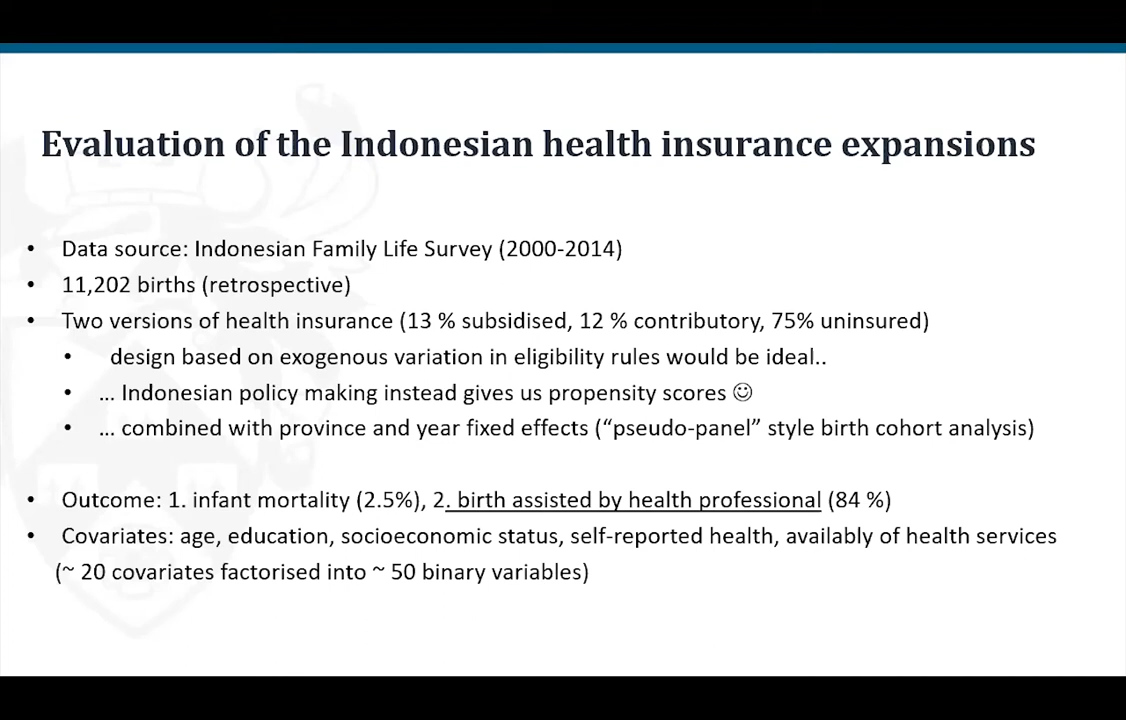 Evaluation of the Indonesian health insurance expansions
• Data source: Indonesian Family Life Survey (2000-2014)
• 11,202 births (retrospective)
• Two versions of health insurance (13 % subsidised, 12 % contributory, 75% uninsured)
• design based on exogenous variation in eligibility rules would be ideal..
• ... Indonesian policy making instead gives us propensity scores ☺
• ... combined with province and year fixed effects (“pseudo-panel” style birth cohort analysis)
• Outcome: 1. infant mortality (2.5%), 2. birth assisted by health professional (84 %)
• Covariates: age, education, socioeconomic status, self-reported health, availably of health services
(~ 20 covariates factorised into ~ 50 binary variables)